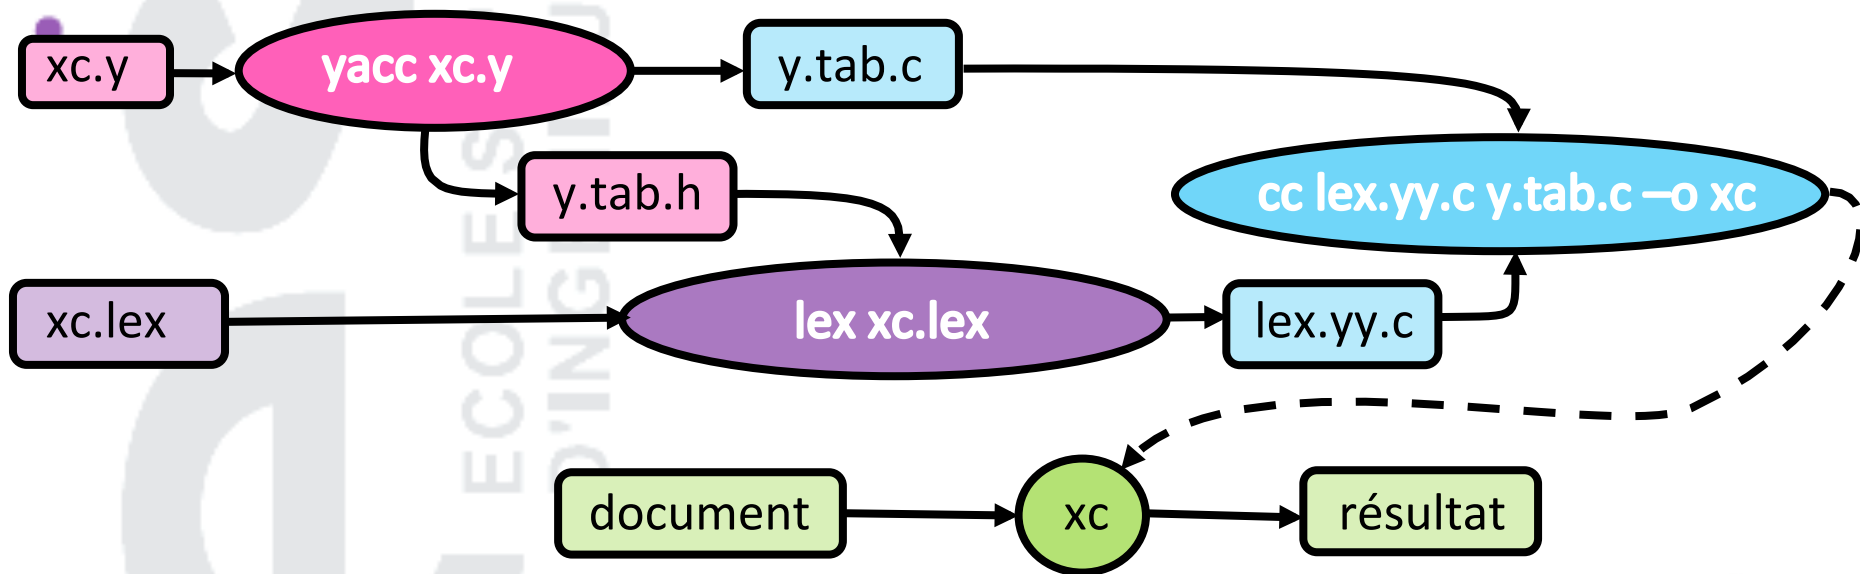 xc.y
yacc xc.y
y.tab.c
y.tab.h
cc lex.yy.c y.tab.c –o xc
xc.lex
lex xc.lex
lex.yy.c
document
xc
résultat